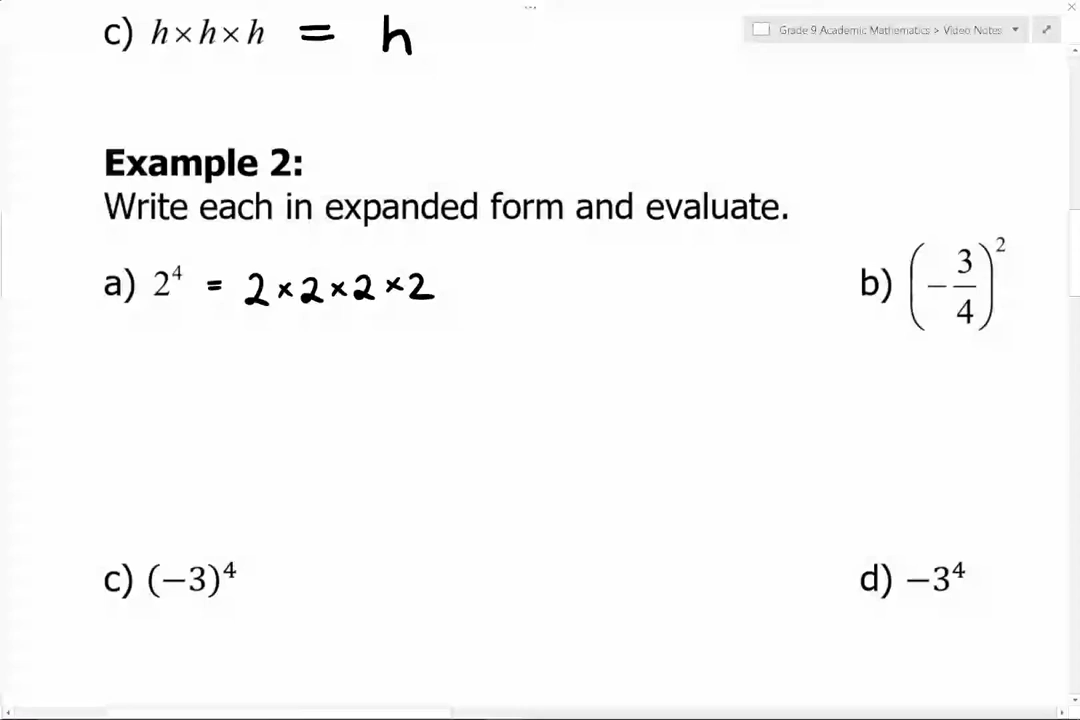 c) h × h × h = h
Grade 9 Academic Mathematics > Video Notes
Example 2:
Write each in expanded form and evaluate.
a) 2⁴ = 2 × 2 × 2 × 2
b) (−3/4)²
c) (−3)⁴
d) −3⁴